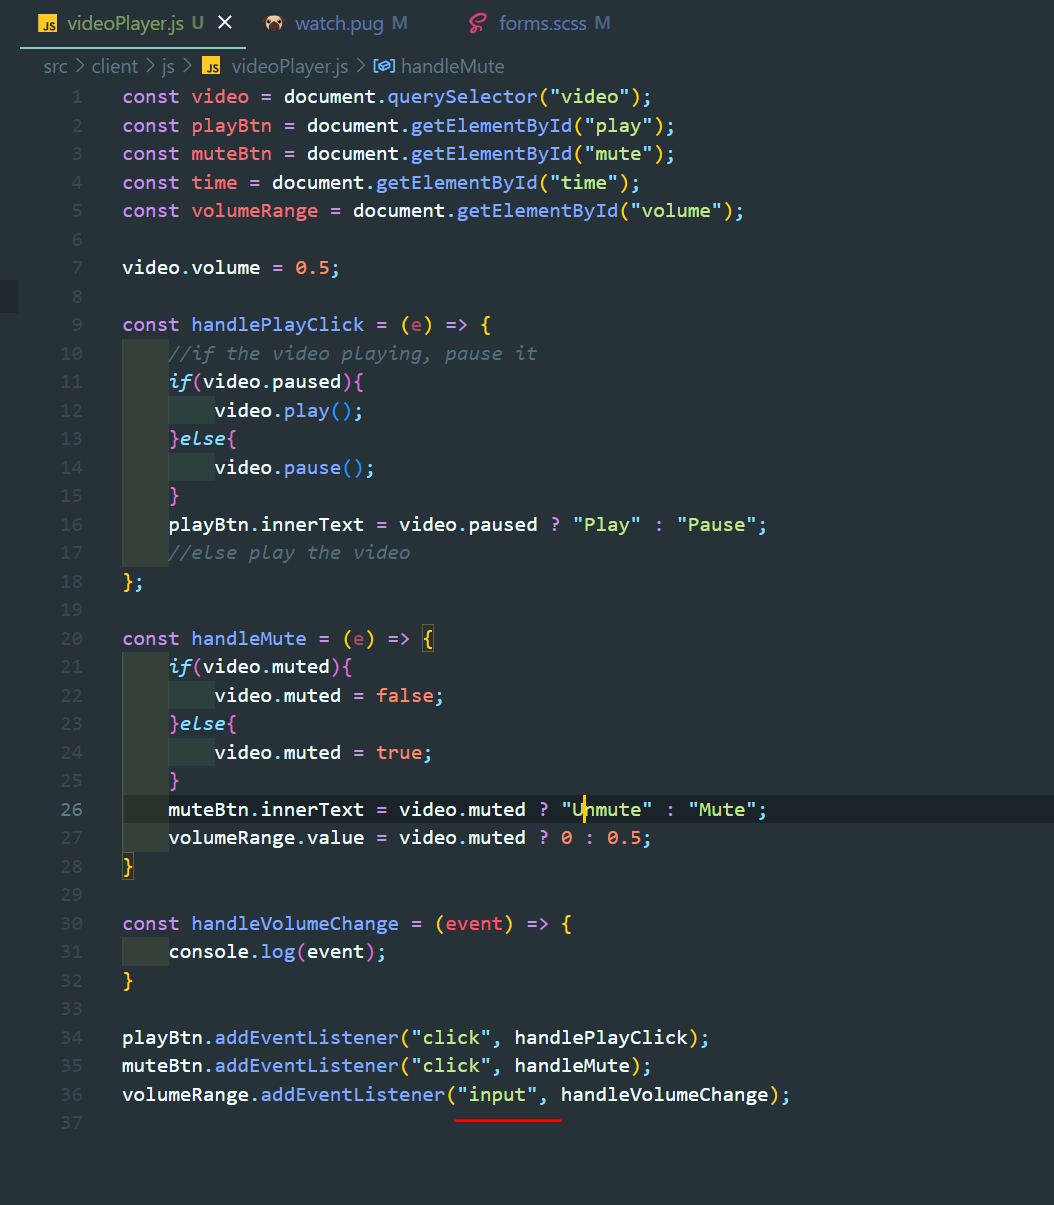 JS videoPlayer.js U × watch.pug M forms.scss M
src > client > js > JS videoPlayer.js > handleMute
1 const video = document.querySelector("video");
2 const playBtn = document.getElementById("play");
3 const muteBtn = document.getElementById("mute");
4 const time = document.getElementById("time");
5 const volumeRange = document.getElementById("volume");
6
7 video.volume = 0.5;
8
9 const handlePlayClick = (e) => {
10 //if the video playing, pause it
11 if(video.paused){
12 video.play();
13 }else{
14 video.pause();
15 }
16 playBtn.innerText = video.paused ? "Play" : "Pause";
17 //else play the video
18 };
19
20 const handleMute = (e) => {
21 if(video.muted){
22 video.muted = false;
23 }else{
24 video.muted = true;
25 }
26 muteBtn.innerText = video.muted ? "Unmute" : "Mute";
27 volumeRange.value = video.muted ? 0 : 0.5;
28 }
29
30 const handleVolumeChange = (event) => {
31 console.log(event);
32 }
33
34 playBtn.addEventListener("click", handlePlayClick);
35 muteBtn.addEventListener("click", handleMute);
36 volumeRange.addEventListener("input", handleVolumeChange);
37